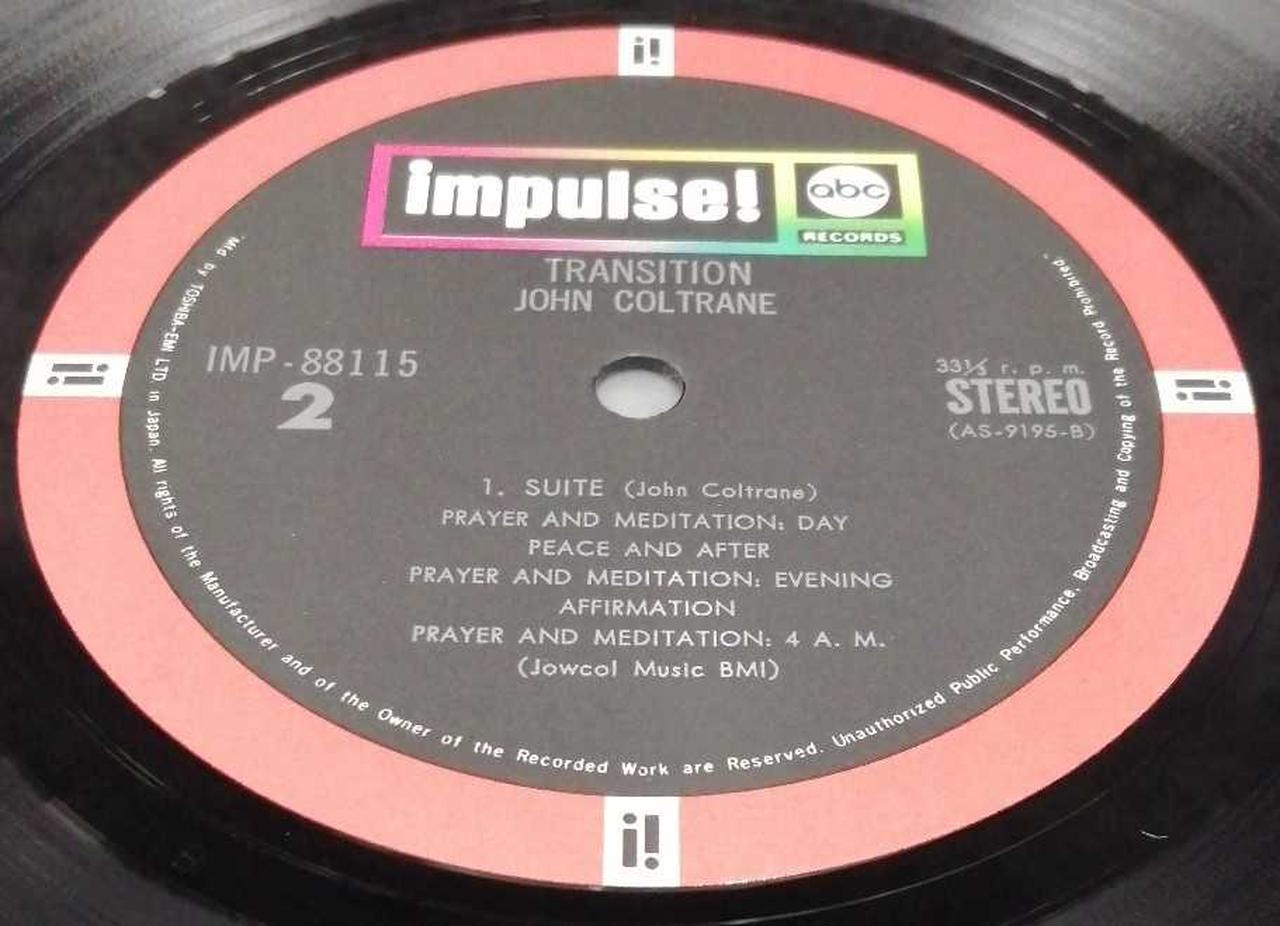 i!
impulse!
abc
RECORDS
TRANSITION
JOHN COLTRANE
IMP-88115
2
33⅓ r. p. m.
STEREO
(AS-9195-B)
i!
i!
1. SUITE (John Coltrane)
PRAYER AND MEDITATION: DAY
PEACE AND AFTER
PRAYER AND MEDITATION: EVENING
AFFIRMATION
PRAYER AND MEDITATION: 4 A. M.
(Jowcol Music BMI)
Mfd by TOSHIBA-EMI LTD. in Japan. All rights of the Manufacturer and of the Owner of the Recorded Work are Reserved. Unauthorized Public Performance. Broadcasting and Copying of the Record Prohibited
i!